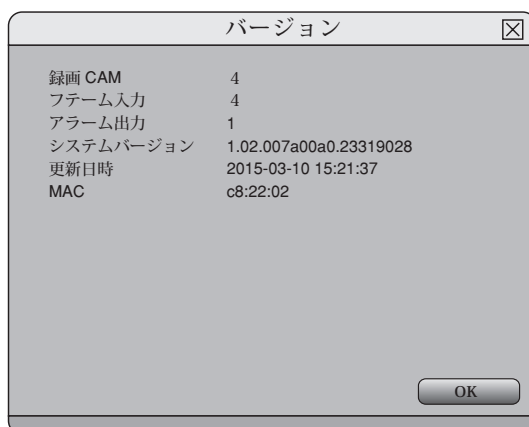 バージョン
録画 CAM 4
フテーム入力 4
アラーム出力 1
システムバージョン 1.02.007a00a0.23319028
更新日時 2015-03-10 15:21:37
MAC c8:22:02
OK